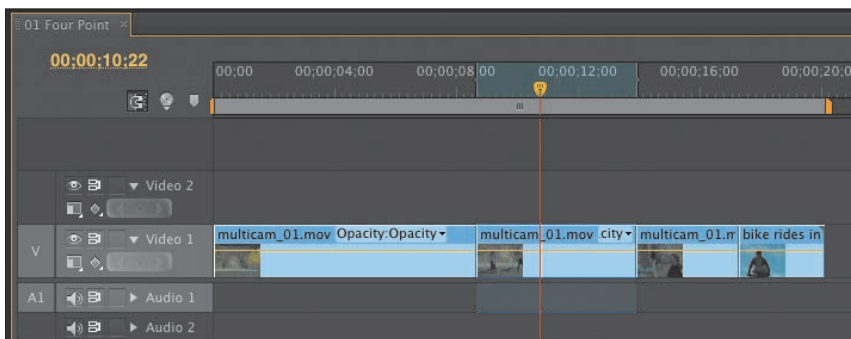 01 Four Point ×
00;00;10;22
00;00 00;00;04;00 00;00;08;00 00;00;12;00 00;00;16;00 00;00;20;0
Video 2
V Video 1 multicam_01.mov Opacity:Opacity multicam_01.mov .city multicam_01.m bike rides in
A1 Audio 1
Audio 2